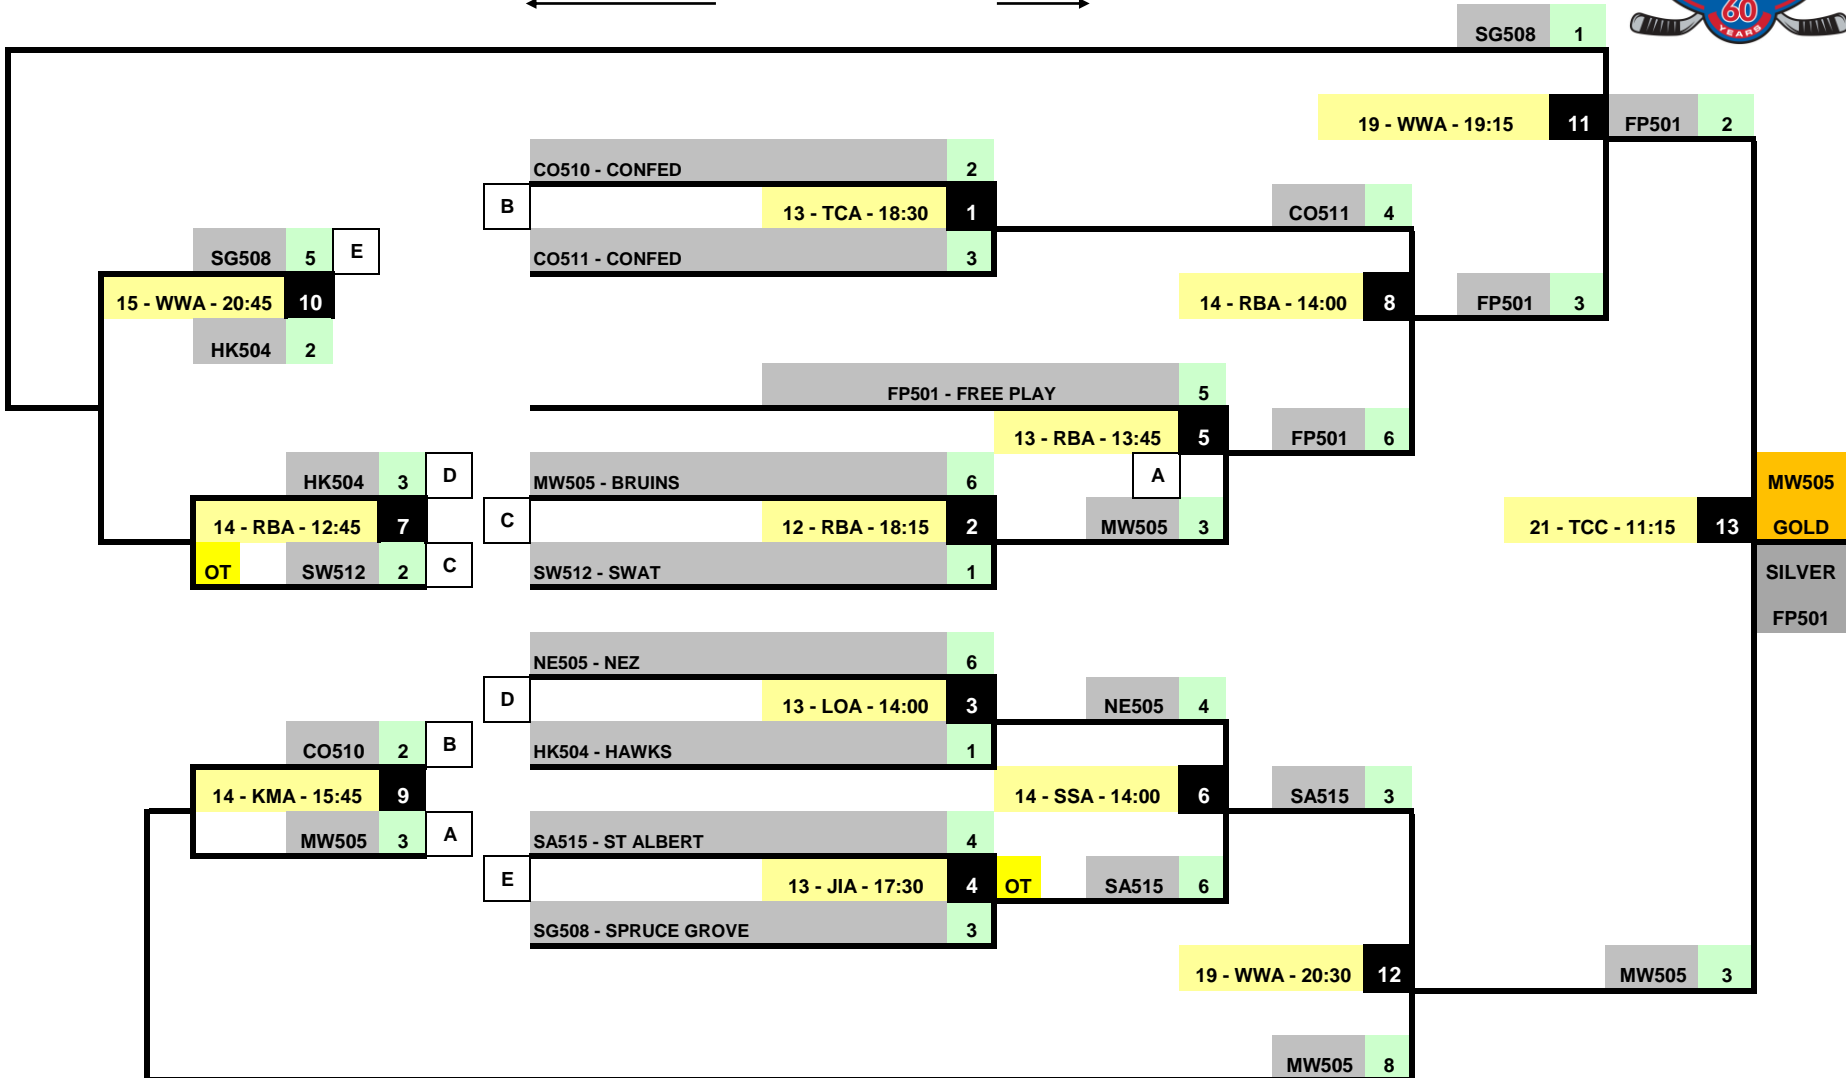 60
YEARS
SG508 1
19 - WWA - 19:15 11 FP501 2
CO510 - CONFED 2
B 13 - TCA - 18:30 1 CO511 4
SG508 5 E CO511 - CONFED 3
15 - WWA - 20:45 10 14 - RBA - 14:00 8 FP501 3
HK504 2
FP501 - FREE PLAY 5
13 - RBA - 13:45 5 FP501 6
HK504 3 D MW505 - BRUINS 6 A MW505
14 - RBA - 12:45 7 C 12 - RBA - 18:15 2 MW505 3 21 - TCC - 11:15 13 GOLD
OT SW512 2 C SW512 - SWAT 1 SILVER
FP501
NE505 - NEZ 6
D 13 - LOA - 14:00 3 NE505 4
CO510 2 B HK504 - HAWKS 1
14 - KMA - 15:45 9 14 - SSA - 14:00 6 SA515 3
MW505 3 A SA515 - ST ALBERT 4
E 13 - JIA - 17:30 4 OT SA515 6
SG508 - SPRUCE GROVE 3
19 - WWA - 20:30 12 MW505 3
MW505 8